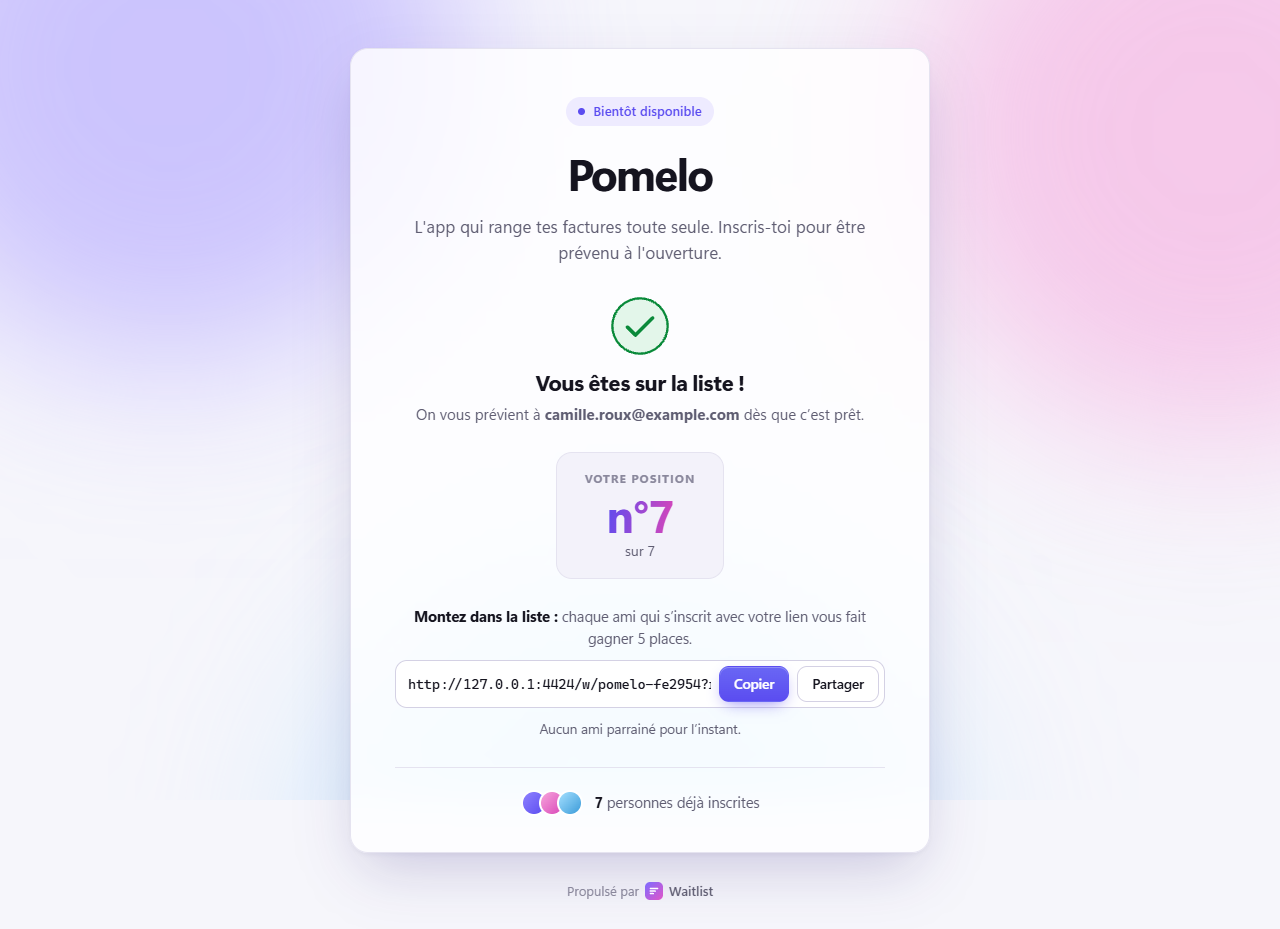 Bientôt disponible
Pomelo
L'app qui range tes factures toute seule. Inscris-toi pour être
prévenu à l'ouverture.
Vous êtes sur la liste !
On vous prévient à camille.roux@example.com dès que c’est prêt.
VOTRE POSITION
n°7
sur 7
Montez dans la liste : chaque ami qui s’inscrit avec votre lien vous fait
gagner 5 places.
http://127.0.0.1:4424/w/pomelo-fe2954?
Copier
Partager
Aucun ami parrainé pour l’instant.
7 personnes déjà inscrites
Propulsé par Waitlist